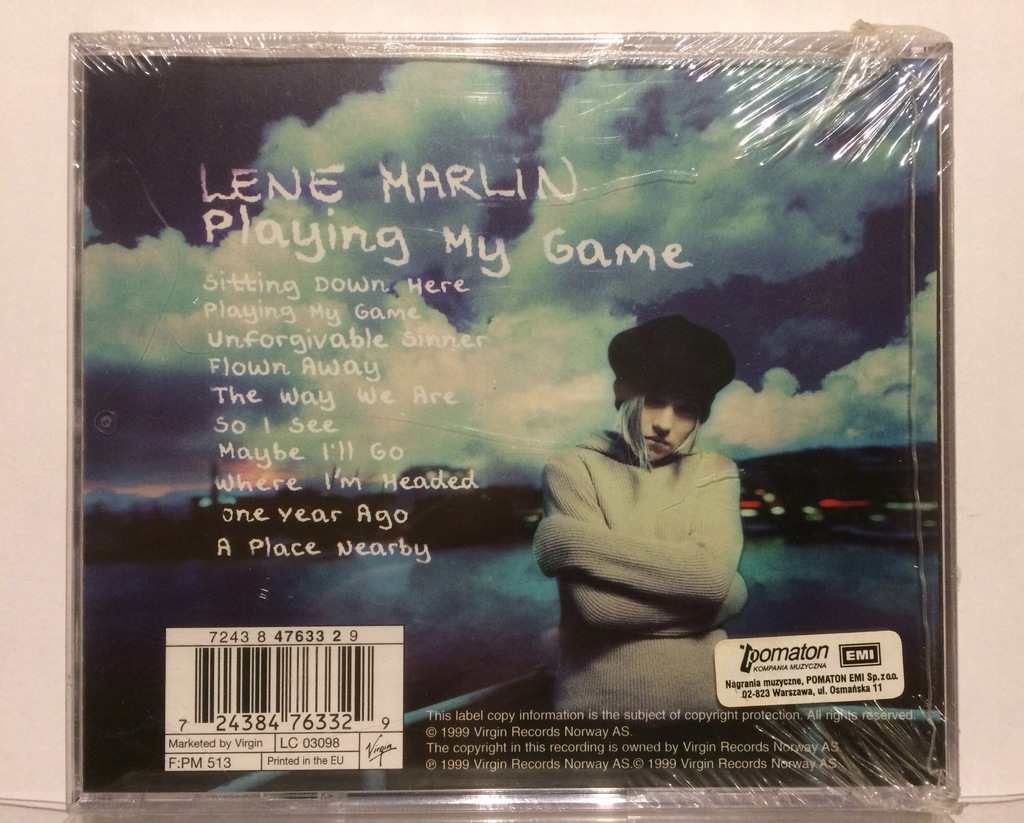 LENE MARLIN
Playing My Game
Sitting Down Here
Playing My Game
Unforgivable Sinner
Flown Away
The Way We Are
So I See
Maybe I'll Go
Where I'm Headed
One Year Ago
A Place Nearby
7243 8 47633 2 9
7 24384 76332 9
Marketed by Virgin
LC 03098
Virgin
F:PM 513
Printed in the EU
pomaton
EMI
KOMPANIA MUZYCZNA
Nagrania muzyczne, POMATON EMI Sp. z o.o.
02-823 Warszawa, ul. Osmańska 11
This label copy information is the subject of copyright protection. All rights reserved.
© 1999 Virgin Records Norway AS.
The copyright in this recording is owned by Virgin Records Norway AS
℗ 1999 Virgin Records Norway AS.© 1999 Virgin Records Norway AS.